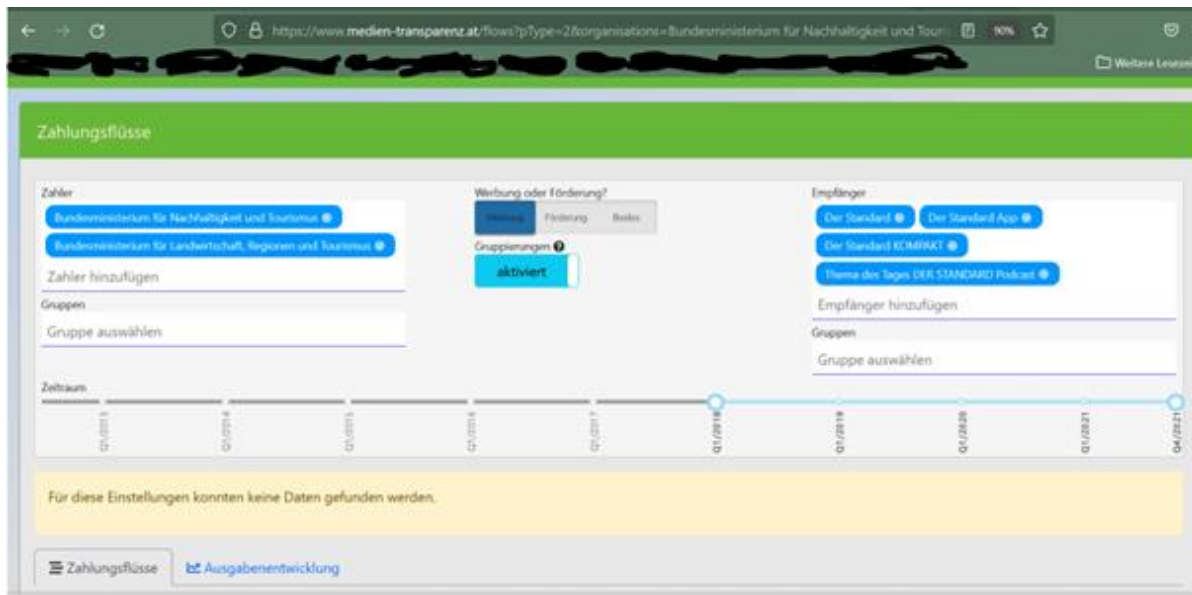 https://www.medien-transparenz.at/flows?pType=2&organisations=Bundesministerium für Nachhaltigkeit und Tour
90%
Weitere Lesezei
Zahlungsflüsse
Zahler
Bundesministerium für Nachhaltigkeit und Tourismus
Bundesministerium für Landwirtschaft, Regionen und Tourismus
Zahler hinzufügen
Gruppen
Gruppe auswählen
Werbung oder Förderung?
Werbung Förderung Beides
Gruppierungen
aktiviert
Empfänger
Der Standard Der Standard App
Der Standard KOMPAKT
Thema des Tages DER STANDARD Podcast
Empfänger hinzufügen
Gruppen
Gruppe auswählen
Zeitraum
Q1/2013 Q1/2014 Q1/2015 Q1/2016 Q1/2017 Q1/2018 Q1/2019 Q1/2020 Q1/2021 Q4/2021
Für diese Einstellungen konnten keine Daten gefunden werden.
Zahlungsflüsse Ausgabenentwicklung